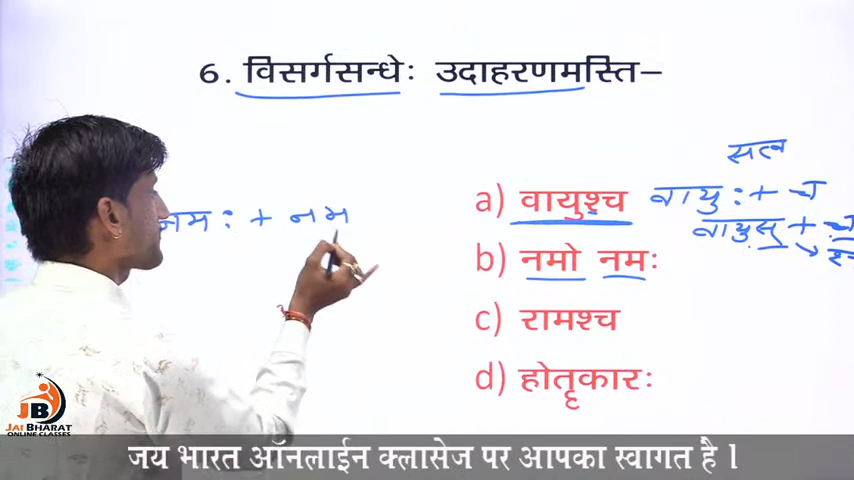 6. विसर्गसन्धेः उदाहरणमस्ति–
सत्व
a) वायुश्च वायु : + च
वायुस् + च
नमः + नम
b) नमो नमः
c) रामश्च
d) होतृकारः
JB
JAI BHARAT
ONLINE CLASSES
जय भारत ऑनलाईन क्लासेज पर आपका स्वागत है।